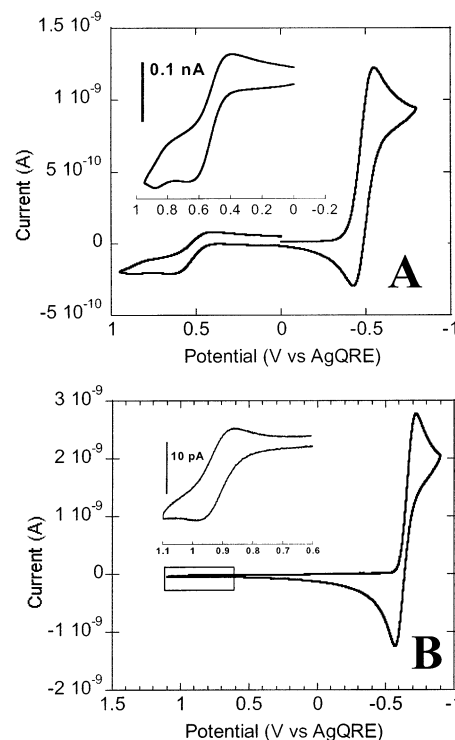 1.5 10⁻⁹
1 10⁻⁹
5 10⁻¹⁰
0
-5 10⁻¹⁰
Current (A)
0.1 nA
1 0.8 0.6 0.4 0.2 0 -0.2
A
1 0.5 0 -0.5 -1
Potential (V vs AgQRE)
3 10⁻⁹
2 10⁻⁹
1 10⁻⁹
0
-1 10⁻⁹
-2 10⁻⁹
Current (A)
10 pA
1.1 1 0.9 0.8 0.7 0.6
B
1.5 1 0.5 0 -0.5 -1
Potential (V vs AgQRE)